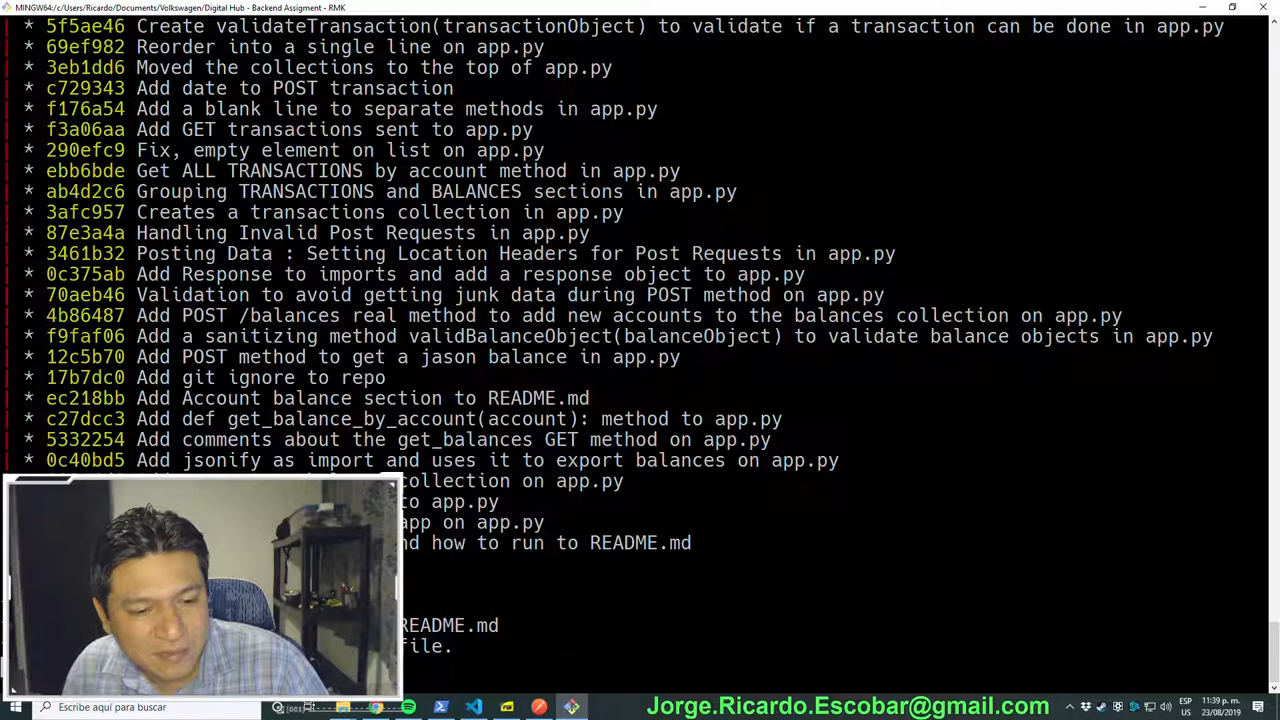 MINGW64:/c/Users/Ricardo/Documents/Volkswagen/Digital Hub - Backend Assigment - RMK
* 5f5ae46 Create validateTransaction(transactionObject) to validate if a transaction can be done in app.py
* 69ef982 Reorder into a single line on app.py
* 3eb1dd6 Moved the collections to the top of app.py
* c729343 Add date to POST transaction
* f176a54 Add a blank line to separate methods in app.py
* f3a06aa Add GET transactions sent to app.py
* 290efc9 Fix, empty element on list on app.py
* ebb6bde Get ALL TRANSACTIONS by account method in app.py
* ab4d2c6 Grouping TRANSACTIONS and BALANCES sections in app.py
* 3afc957 Creates a transactions collection in app.py
* 87e3a4a Handling Invalid Post Requests in app.py
* 3461b32 Posting Data : Setting Location Headers for Post Requests in app.py
* 0c375ab Add Response to imports and add a response object to app.py
* 70aeb46 Validation to avoid getting junk data during POST method on app.py
* 4b86487 Add POST /balances real method to add new accounts to the balances collection on app.py
* f9faf06 Add a sanitizing method validBalanceObject(balanceObject) to validate balance objects in app.py
* 12c5b70 Add POST method to get a jason balance in app.py
* 17b7dc0 Add git ignore to repo
* ec218bb Add Account balance section to README.md
* c27dcc3 Add def get_balance_by_account(account): method to app.py
* 5332254 Add comments about the get_balances GET method on app.py
* 0c40bd5 Add jsonify as import and uses it to export balances on app.py
collection on app.py
to app.py
app on app.py
nd how to run to README.md
README.md
file.
Escribe aquí para buscar
Jorge.Ricardo.Escobar@gmail.com
ESP
US
11:39 p. m.
23/08/2019